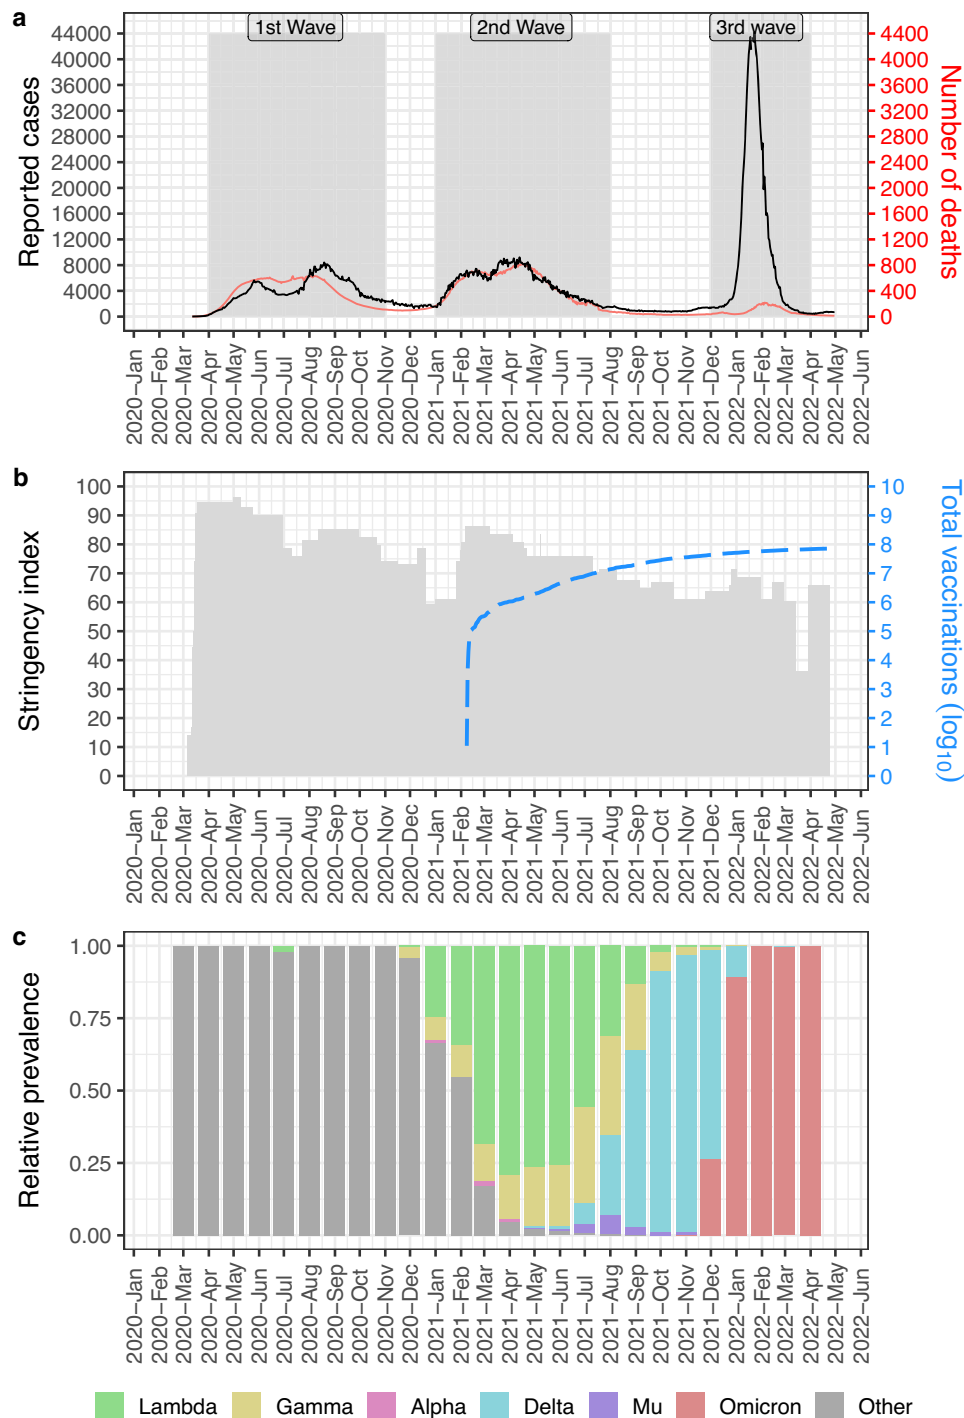 a
1st Wave 2nd Wave 3rd wave
Reported cases
44000
40000
36000
32000
28000
24000
20000
16000
12000
8000
4000
0
4400
4000
3600
3200
2800
2400
2000
1600
1200
800
400
0
Number of deaths
2020−Jan
2020−Feb
2020−Mar
2020−Apr
2020−May
2020−Jun
2020−Jul
2020−Aug
2020−Sep
2020−Oct
2020−Nov
2020−Dec
2021−Jan
2021−Feb
2021−Mar
2021−Apr
2021−May
2021−Jun
2021−Jul
2021−Aug
2021−Sep
2021−Oct
2021−Nov
2021−Dec
2022−Jan
2022−Feb
2022−Mar
2022−Apr
2022−May
2022−Jun
b
Stringency index
100
90
80
70
60
50
40
30
20
10
0
10
9
8
7
6
5
4
3
2
1
0
Total vaccinations (log10)
2020−Jan
2020−Feb
2020−Mar
2020−Apr
2020−May
2020−Jun
2020−Jul
2020−Aug
2020−Sep
2020−Oct
2020−Nov
2020−Dec
2021−Jan
2021−Feb
2021−Mar
2021−Apr
2021−May
2021−Jun
2021−Jul
2021−Aug
2021−Sep
2021−Oct
2021−Nov
2021−Dec
2022−Jan
2022−Feb
2022−Mar
2022−Apr
2022−May
2022−Jun
c
Relative prevalence
1.00
0.75
0.50
0.25
0.00
2020−Jan
2020−Feb
2020−Mar
2020−Apr
2020−May
2020−Jun
2020−Jul
2020−Aug
2020−Sep
2020−Oct
2020−Nov
2020−Dec
2021−Jan
2021−Feb
2021−Mar
2021−Apr
2021−May
2021−Jun
2021−Jul
2021−Aug
2021−Sep
2021−Oct
2021−Nov
2021−Dec
2022−Jan
2022−Feb
2022−Mar
2022−Apr
2022−May
2022−Jun
Lambda Gamma Alpha Delta Mu Omicron Other